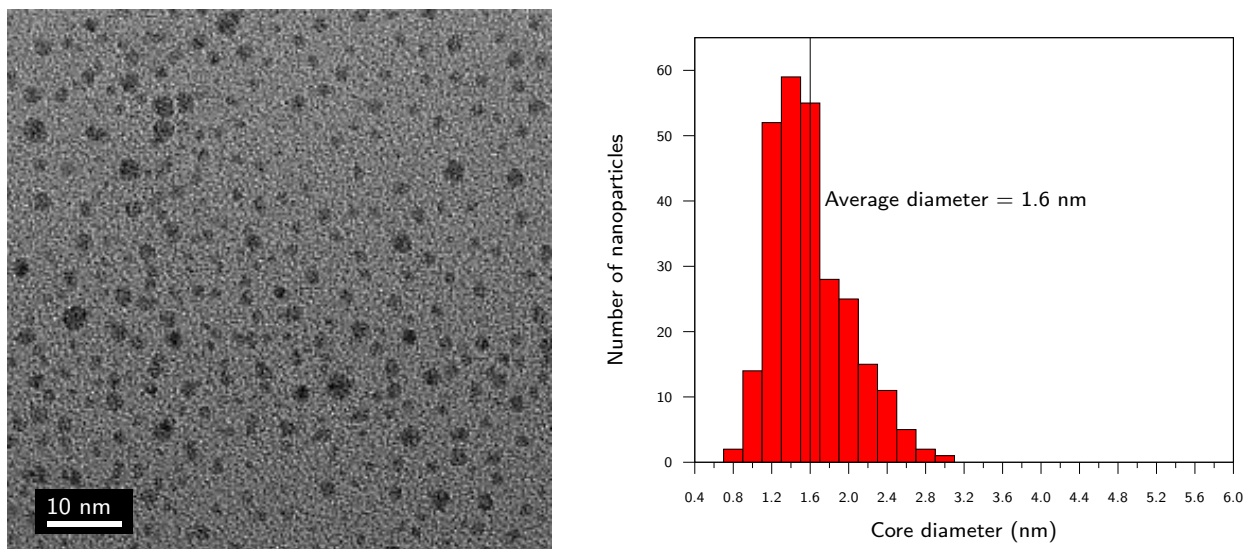 10 nm
Number of nanoparticles
60
50
40
30
20
10
0
Average diameter = 1.6 nm
0.4 0.8 1.2 1.6 2.0 2.4 2.8 3.2 3.6 4.0 4.4 4.8 5.2 5.6 6.0
Core diameter (nm)